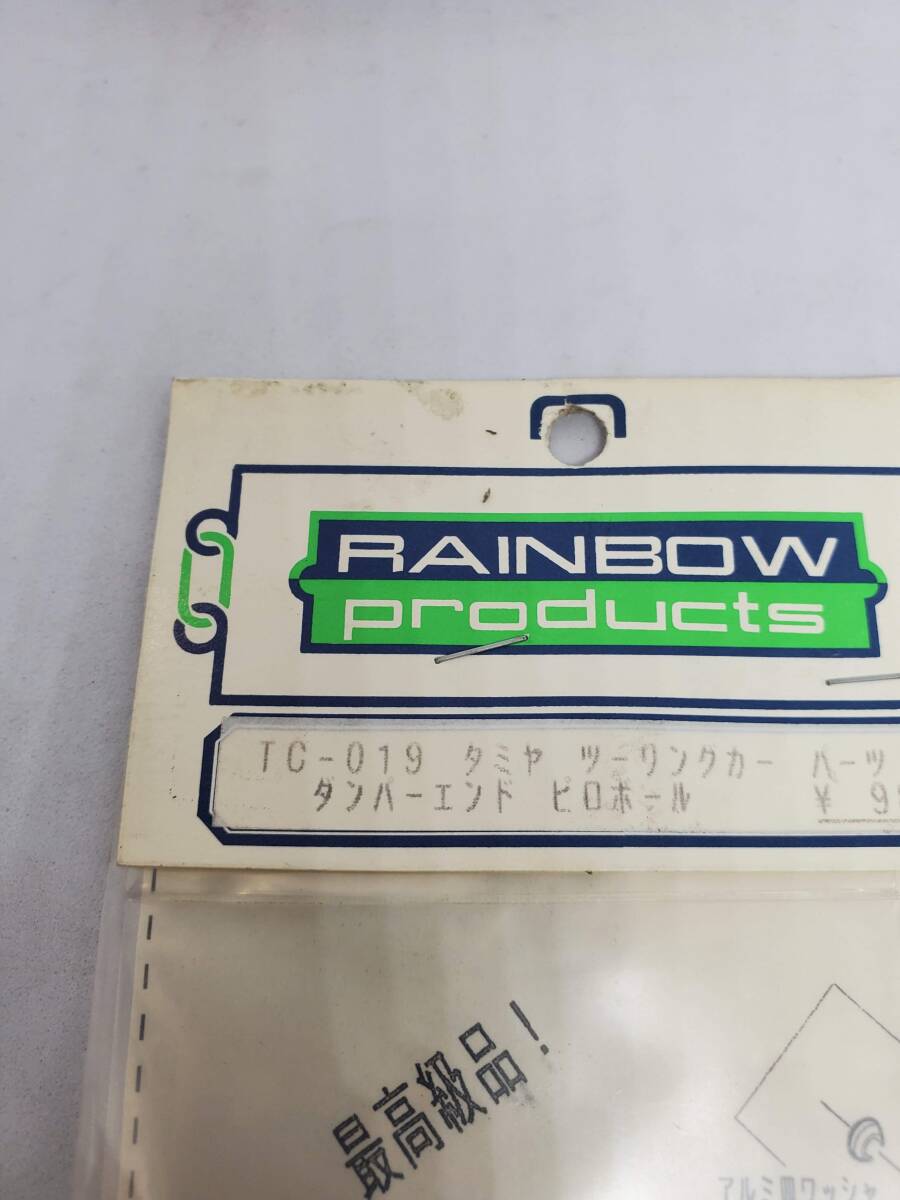 RAINBOW
products
TC-019 タミヤ ツーリングカー パーツ
ダンパーエンド ピロボール ¥ 9
最高級品!
アルミ皿ワッシャ